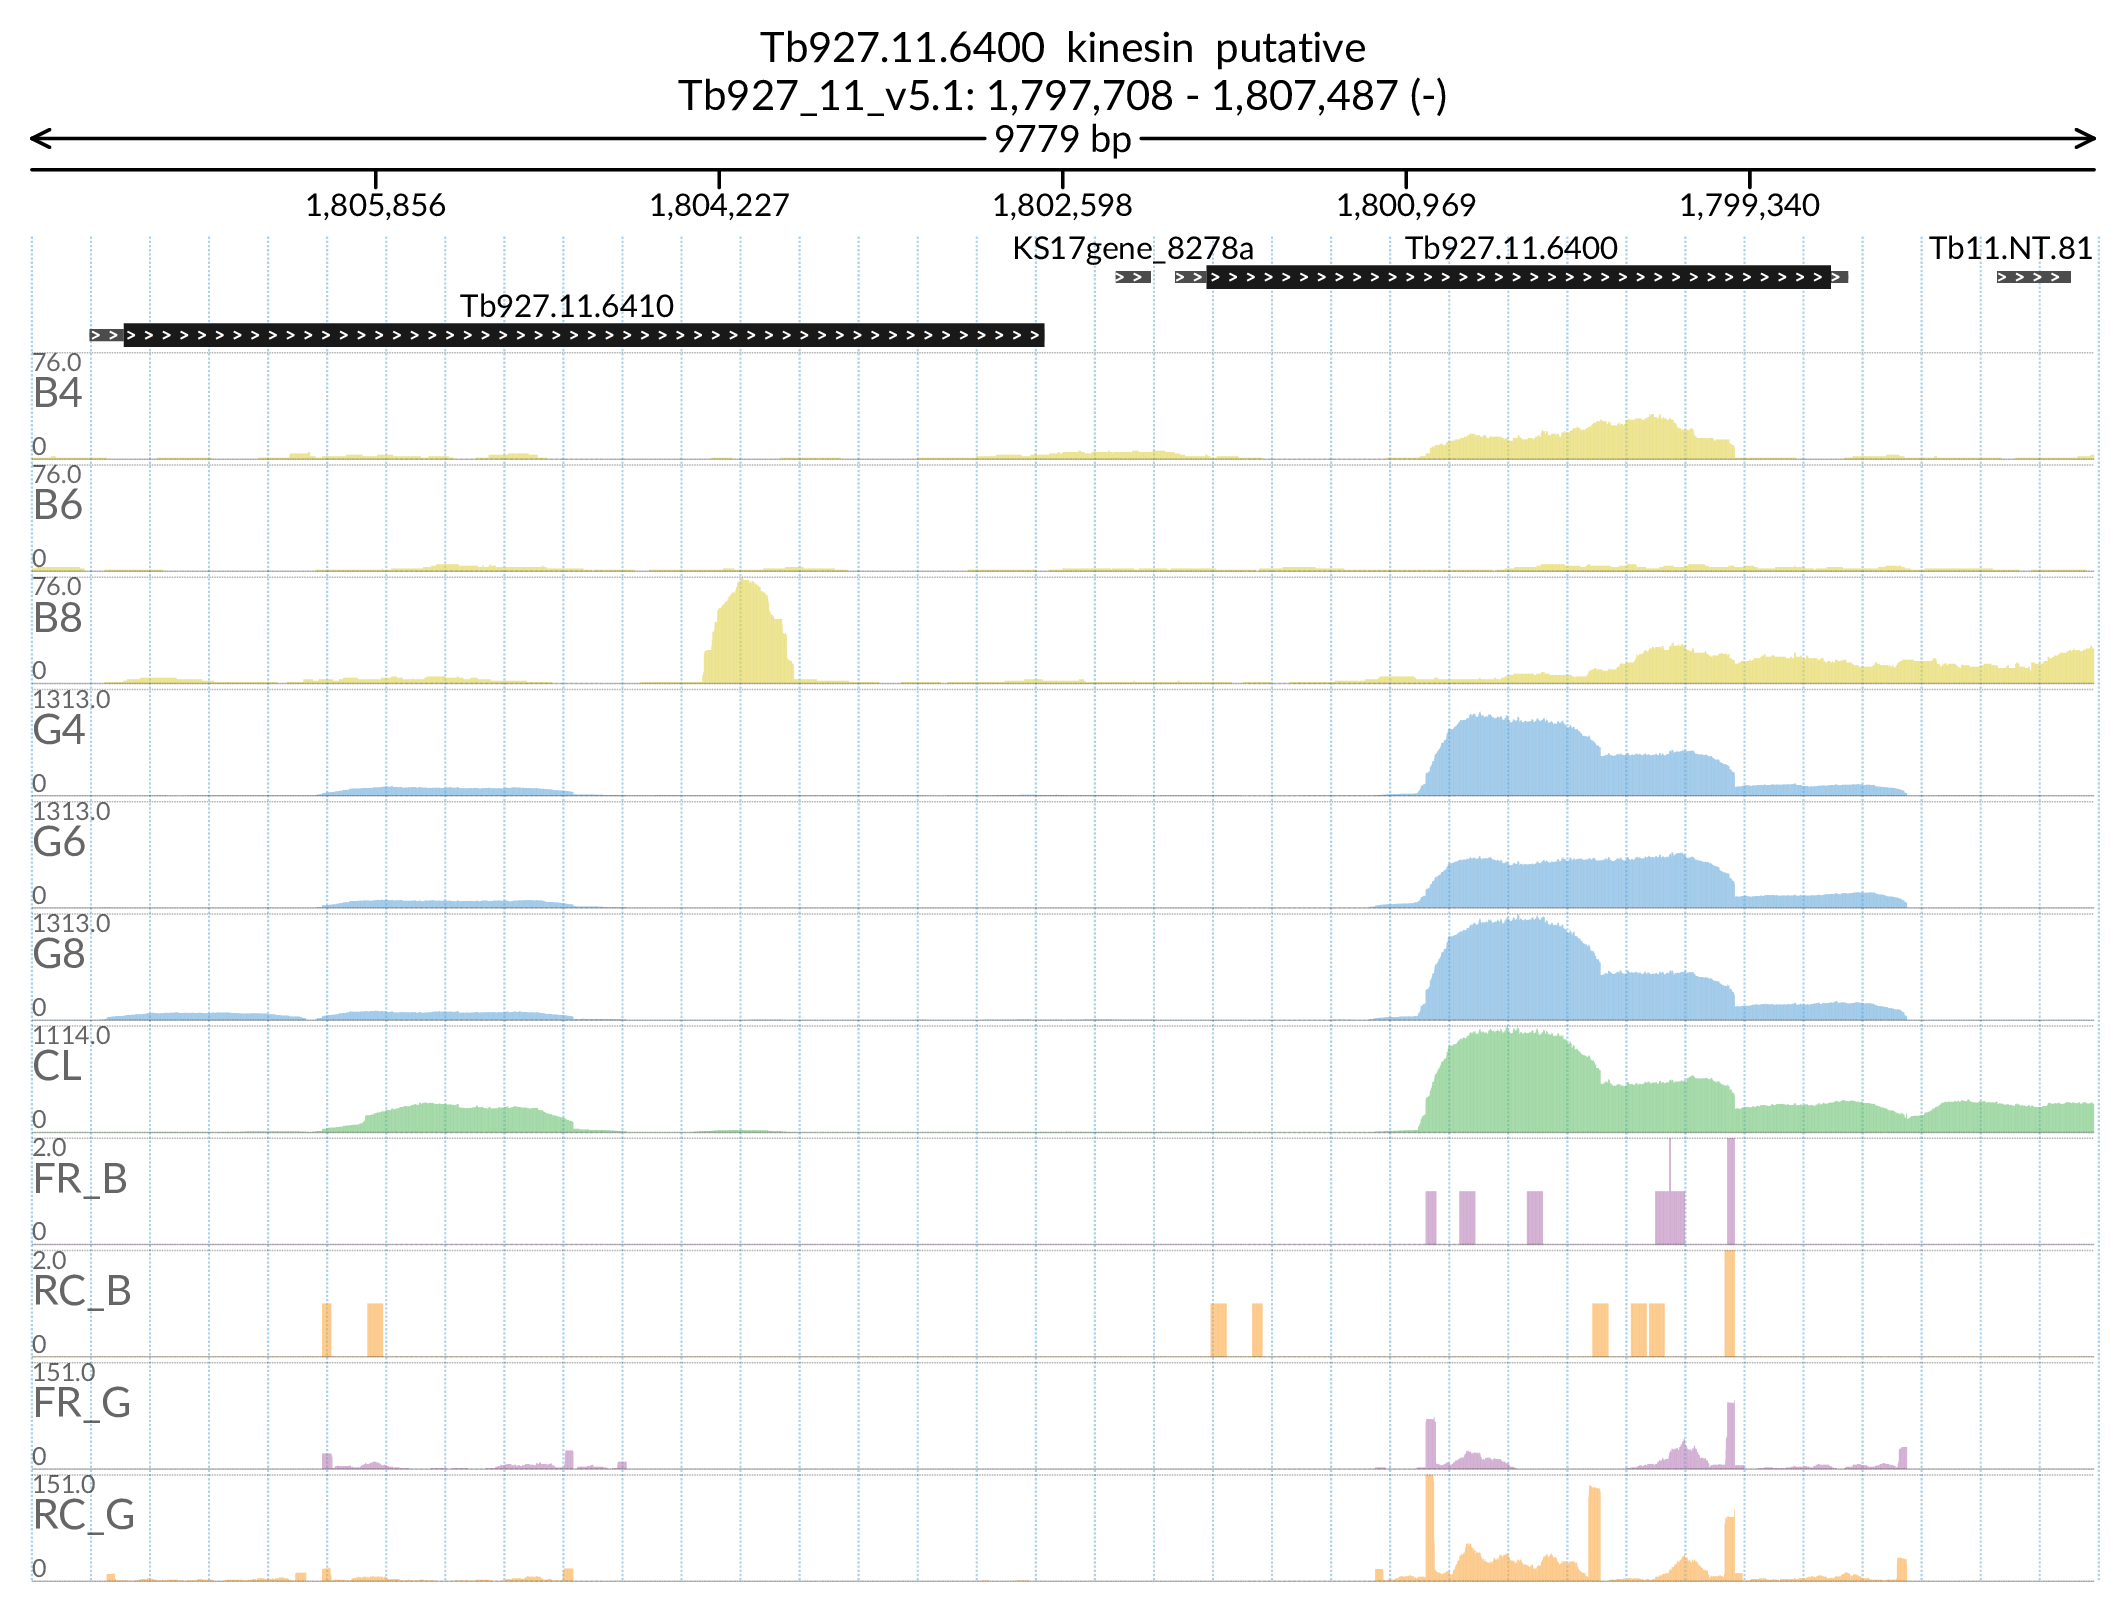 Tb927.11.6400 kinesin putative
Tb927_11_v5.1: 1,797,708 - 1,807,487 (-)
9779 bp
1,805,856 1,804,227 1,802,598 1,800,969 1,799,340
KS17gene_8278a Tb927.11.6400 Tb11.NT.81
Tb927.11.6410
76.0
B4
0
76.0
B6
0
76.0
B8
0
1313.0
G4
0
1313.0
G6
0
1313.0
G8
0
1114.0
CL
0
2.0
FR_B
0
2.0
RC_B
0
151.0
FR_G
0
151.0
RC_G
0